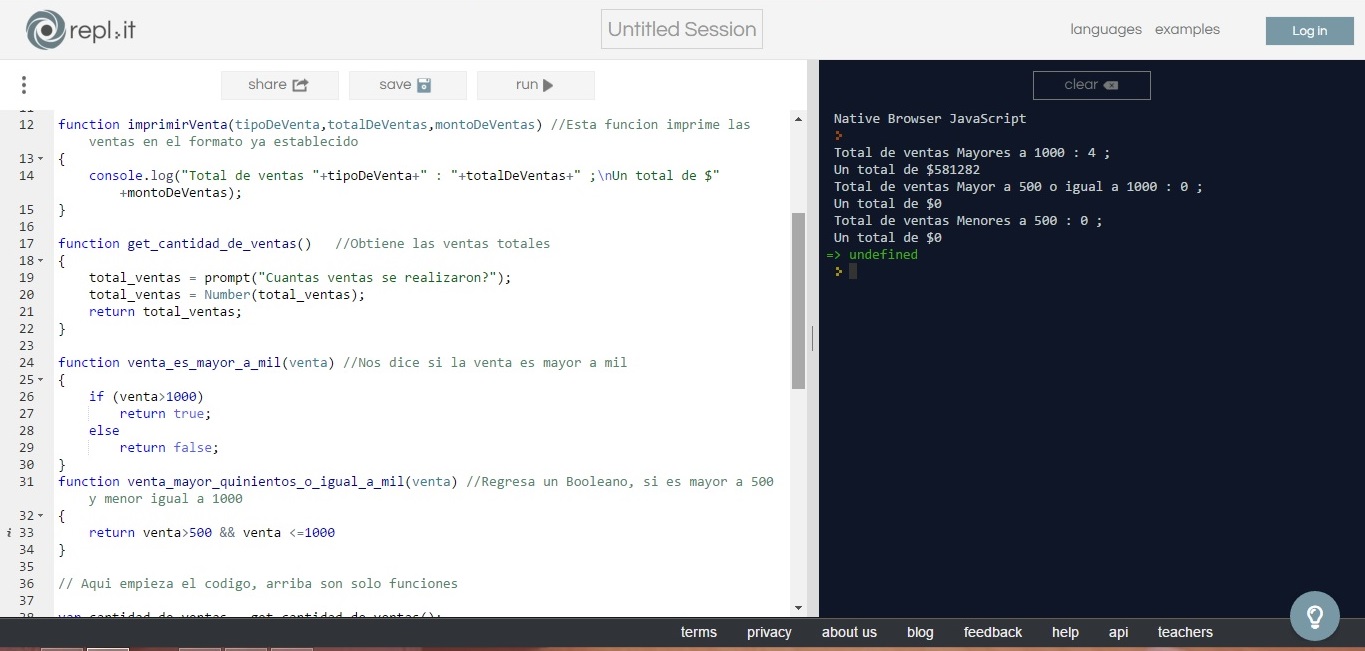 repl.it
Untitled Session
languages examples
Log in
share save run
clear
12 function imprimirVenta(tipoDeVenta,totalDeVentas,montoDeVentas) //Esta funcion imprime las
ventas en el formato ya establecido
13 {
14 console.log("Total de ventas "+tipoDeVenta+" : "+totalDeVentas+" ;\nUn total de $"
+montoDeVentas);
15 }
16
17 function get_cantidad_de_ventas() //Obtiene las ventas totales
18 {
19 total_ventas = prompt("Cuantas ventas se realizaron?");
20 total_ventas = Number(total_ventas);
21 return total_ventas;
22 }
23
24 function venta_es_mayor_a_mil(venta) //Nos dice si la venta es mayor a mil
25 {
26 if (venta>1000)
27 return true;
28 else
29 return false;
30 }
31 function venta_mayor_quinientos_o_igual_a_mil(venta) //Regresa un Booleano, si es mayor a 500
y menor igual a 1000
32 {
i 33 return venta>500 && venta <=1000
34 }
35
36 // Aqui empieza el codigo, arriba son solo funciones
37
38 var cantidad_de_ventas = get_cantidad_de_ventas();
Native Browser JavaScript
Total de ventas Mayores a 1000 : 4 ;
Un total de $581282
Total de ventas Mayor a 500 o igual a 1000 : 0 ;
Un total de $0
Total de ventas Menores a 500 : 0 ;
Un total de $0
=> undefined
terms privacy about us blog feedback help api teachers